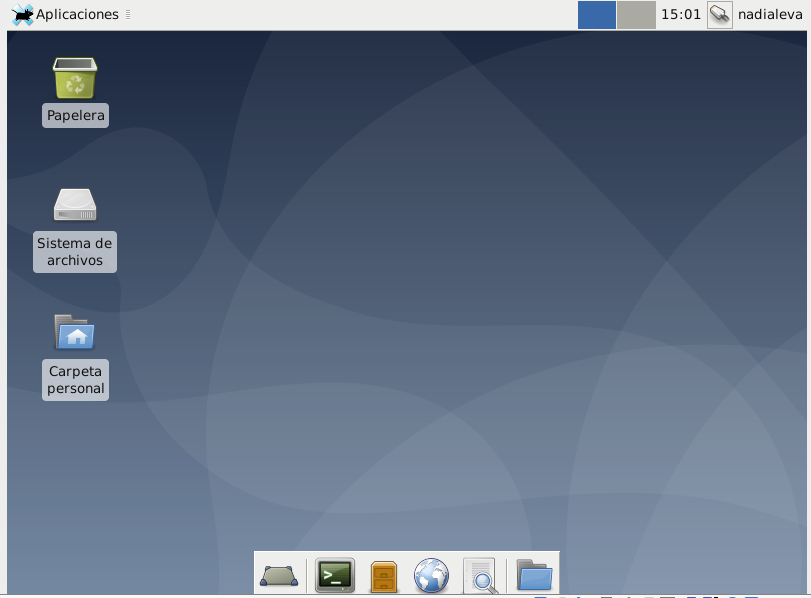 Aplicaciones
15:01
nadialeva
Papelera
Sistema de
archivos
Carpeta
personal
>_